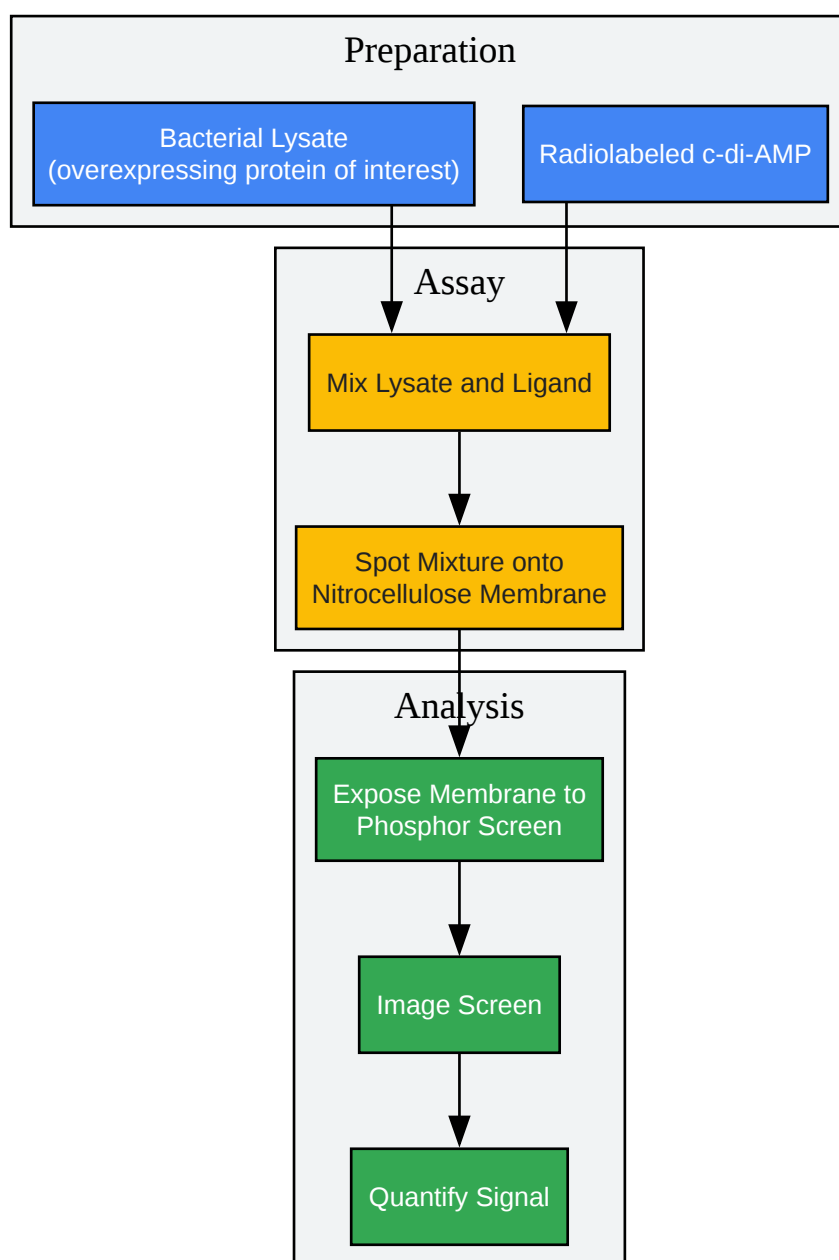 Preparation
Bacterial Lysate
(overexpressing protein of interest)
Radiolabeled c-di-AMP
Assay
Mix Lysate and Ligand
Spot Mixture onto
Nitrocellulose Membrane
Analysis
Expose Membrane to
Phosphor Screen
Image Screen
Quantify Signal